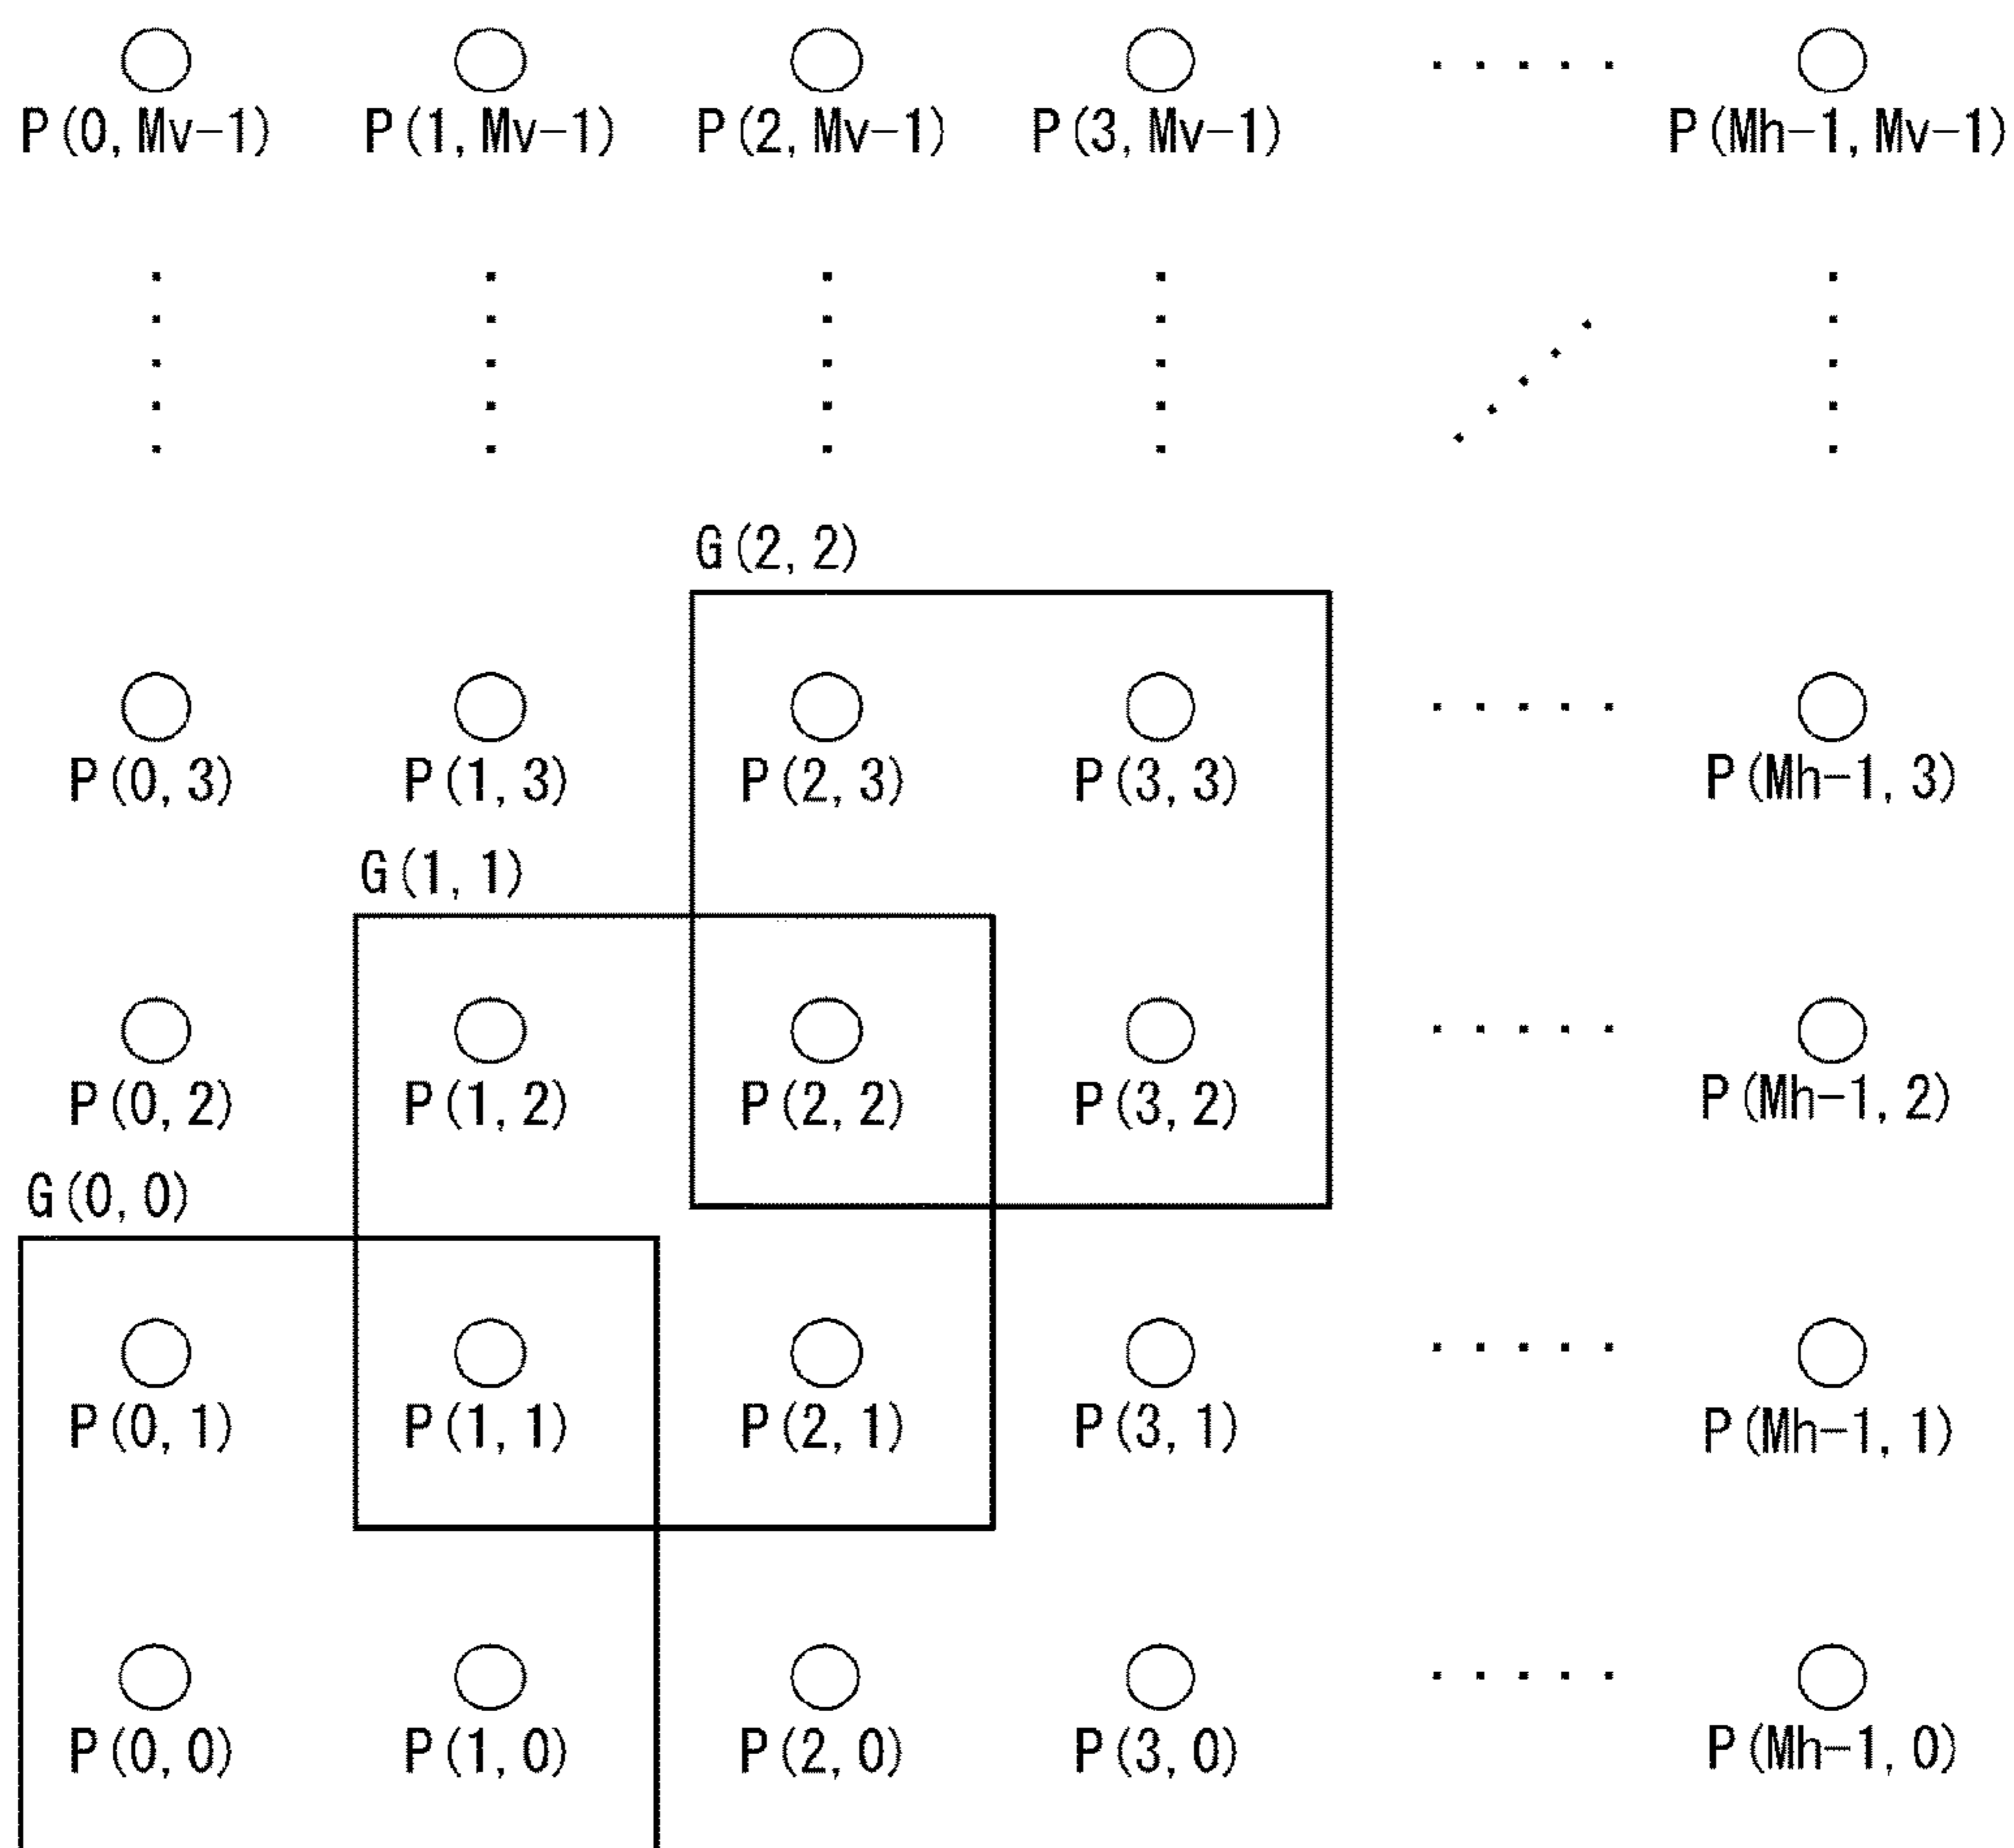 P(0,Mv-1) P(1,Mv-1) P(2,Mv-1) P(3,Mv-1) P(Mh-1,Mv-1)
G(2,2)
P(0,3) P(1,3) P(2,3) P(3,3) P(Mh-1,3)
G(1,1)
P(0,2) P(1,2) P(2,2) P(3,2) P(Mh-1,2)
G(0,0)
P(0,1) P(1,1) P(2,1) P(3,1) P(Mh-1,1)
P(0,0) P(1,0) P(2,0) P(3,0) P(Mh-1,0)